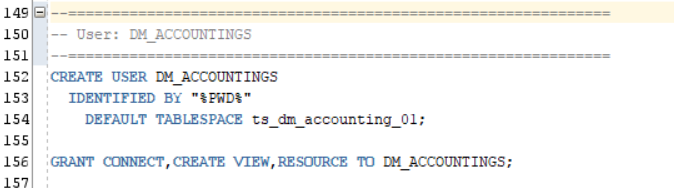 149 --==============================================================
150 -- User: DM_ACCOUNTINGS
151 --==============================================================
152 CREATE USER DM_ACCOUNTINGS
153   IDENTIFIED BY "%PWD%"
154     DEFAULT TABLESPACE ts_dm_accounting_01;
155
156 GRANT CONNECT,CREATE VIEW,RESOURCE TO DM_ACCOUNTINGS;
157